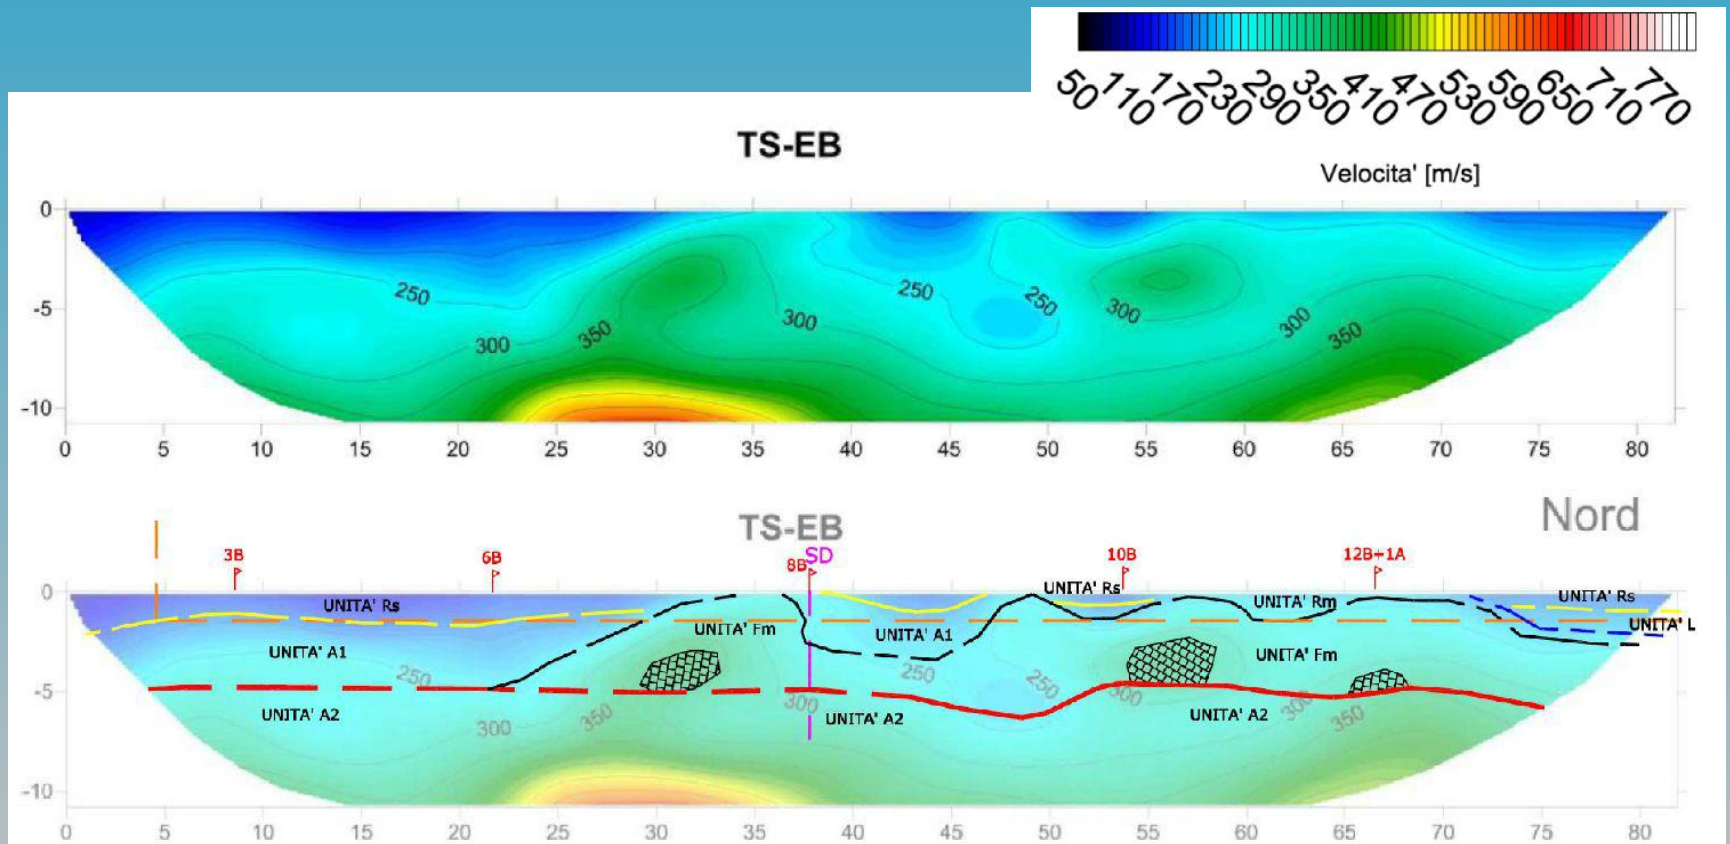 50 110 170 230 290 350 410 470 530 590 650 710 770
TS-EB
Velocita' [m/s]
0
-5
-10
250
250
250
300
350
300
300
300
350
0 5 10 15 20 25 30 35 40 45 50 55 60 65 70 75 80
Nord
TS-EB
3B
6B
8B
SD
10B
12B+1A
0
-5
-10
UNITA' Rs
UNITA' Rs
UNITA' Rm
UNITA' Rs
UNITA' L
UNITA' Fm
UNITA' A1
UNITA' A1
UNITA' Fm
250
250
250
UNITA' A2
300
350
300
UNITA' A2
300
UNITA' A2
300
350
0 5 10 15 20 25 30 35 40 45 50 55 60 65 70 75 80